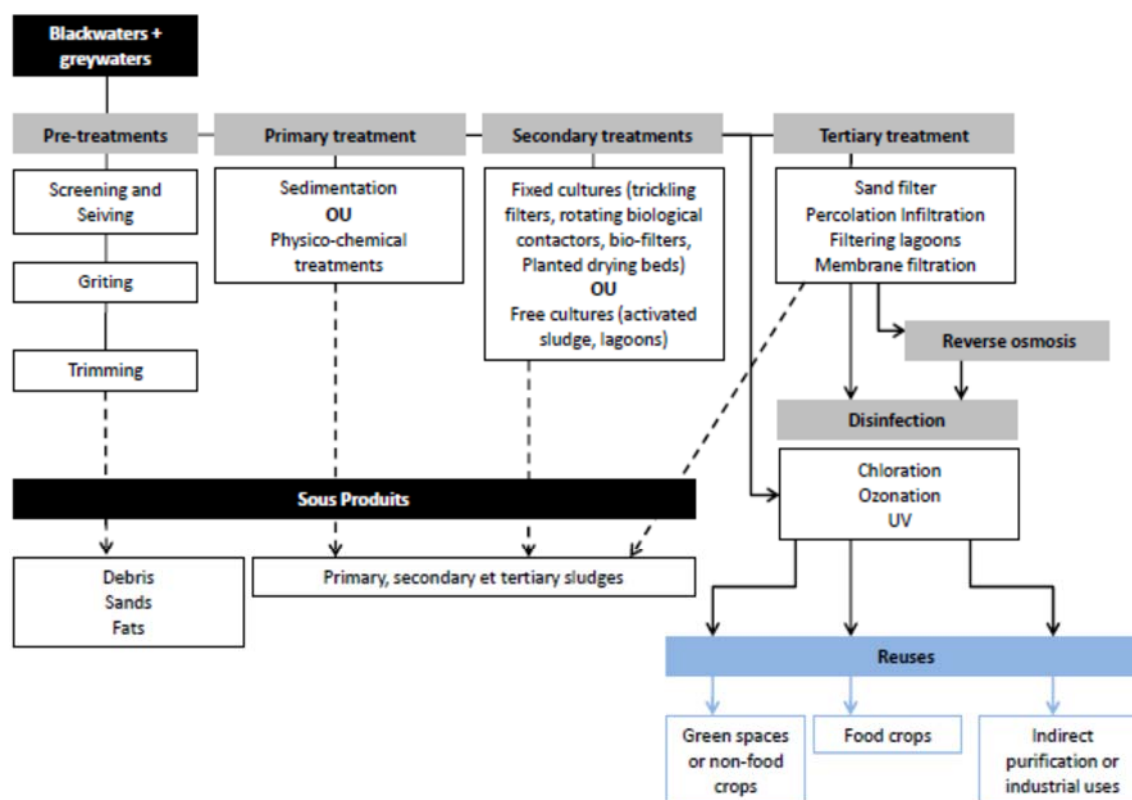 Blackwaters +
greywaters
Pre-treatments
Primary treatment
Secondary treatments
Tertiary treatment
Screening and
Seiving
Griting
Trimming
Sedimentation
OU
Physico-chemical
treatments
Fixed cultures (trickling
filters, rotating biological
contactors, bio-filters,
Planted drying beds)
OU
Free cultures (activated
sludge, lagoons)
Sand filter
Percolation Infiltration
Filtering lagoons
Membrane filtration
Reverse osmosis
Disinfection
Chloration
Ozonation
UV
Sous Produits
Debris
Sands
Fats
Primary, secondary et tertiary sludges
Reuses
Green spaces
or non-food
crops
Food crops
Indirect
purification or
industrial uses